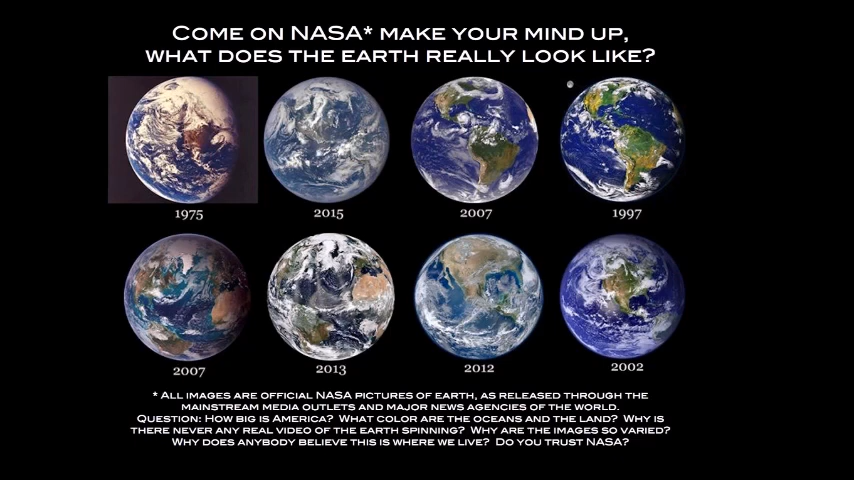 Come on NASA* make your mind up,
what does the earth really look like?
1975 2015 2007 1997
2007 2013 2012 2002
* All images are official NASA pictures of earth, as released through the
mainstream media outlets and major news agencies of the world.
Question: How big is America? What color are the oceans and the land? Why is
there never any real video of the earth spinning? Why are the images so varied?
Why does anybody believe this is where we live? Do you trust NASA?